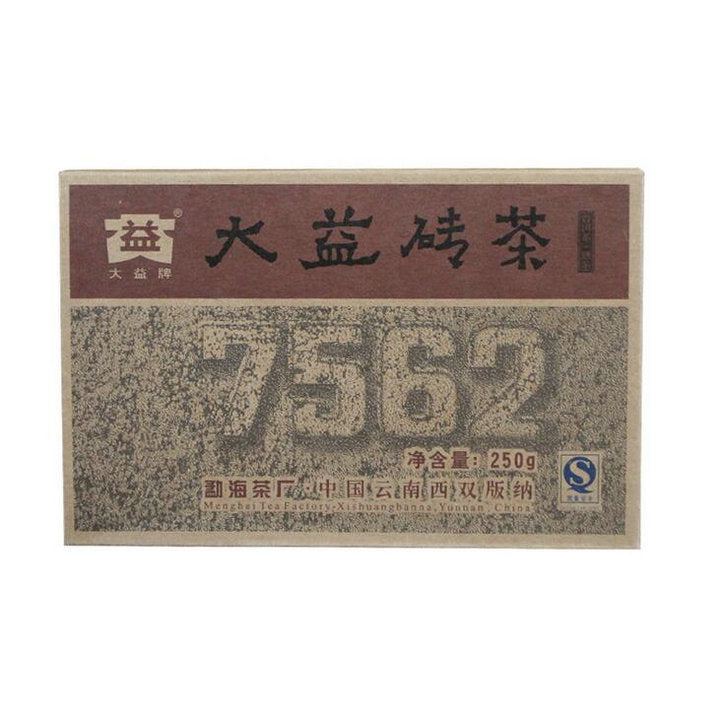 益®
大益牌
大益砖茶
7562
净含量: 250g
勐海茶厂·中国云南西双版纳
Menghai Tea Factory·Xishuangbanna, Yunnan, China